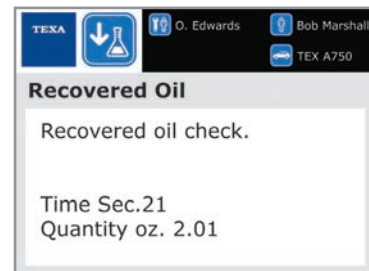 TEXA
O. Edwards
Bob Marshall
TEX A750
Recovered Oil
Recovered oil check.
Time Sec.21
Quantity oz. 2.01